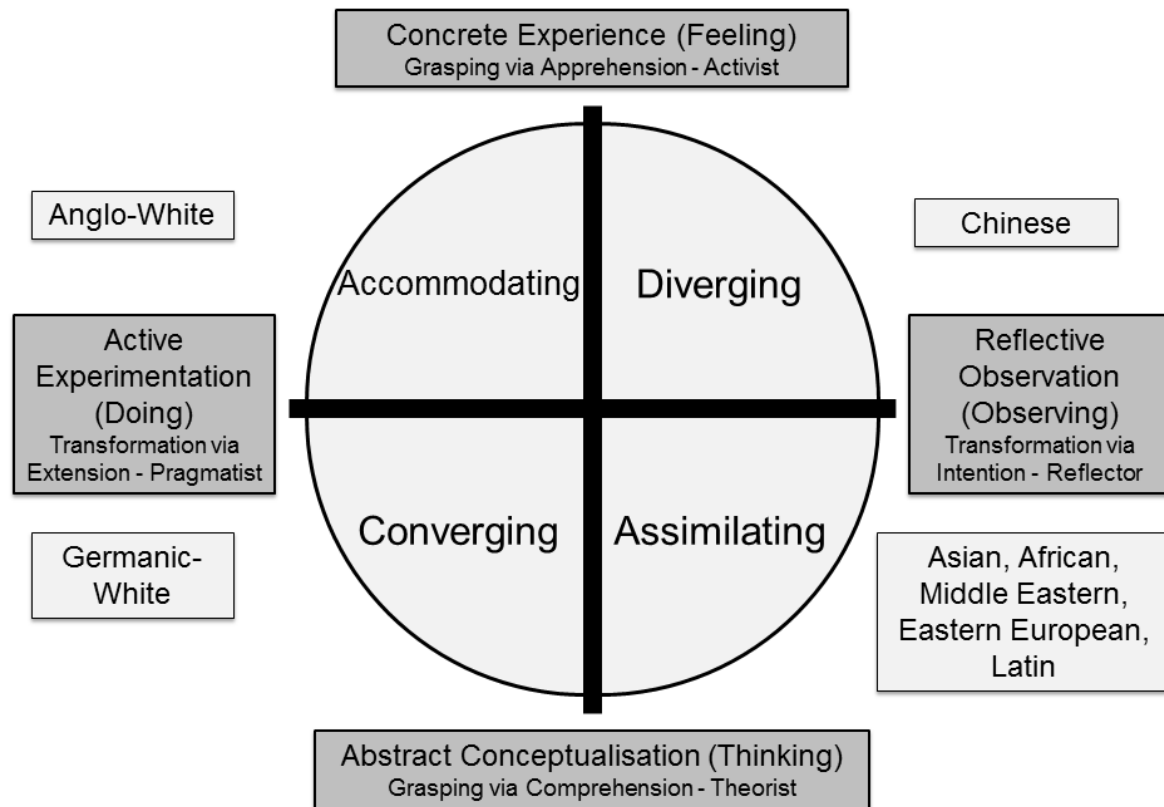 Concrete Experience (Feeling)
Grasping via Apprehension - Activist
Anglo-White
Chinese
Accommodating
Diverging
Active
Experimentation
(Doing)
Transformation via
Extension - Pragmatist
Reflective
Observation
(Observing)
Transformation via
Intention - Reflector
Converging
Assimilating
Germanic-
White
Asian, African,
Middle Eastern,
Eastern European,
Latin
Abstract Conceptualisation (Thinking)
Grasping via Comprehension - Theorist